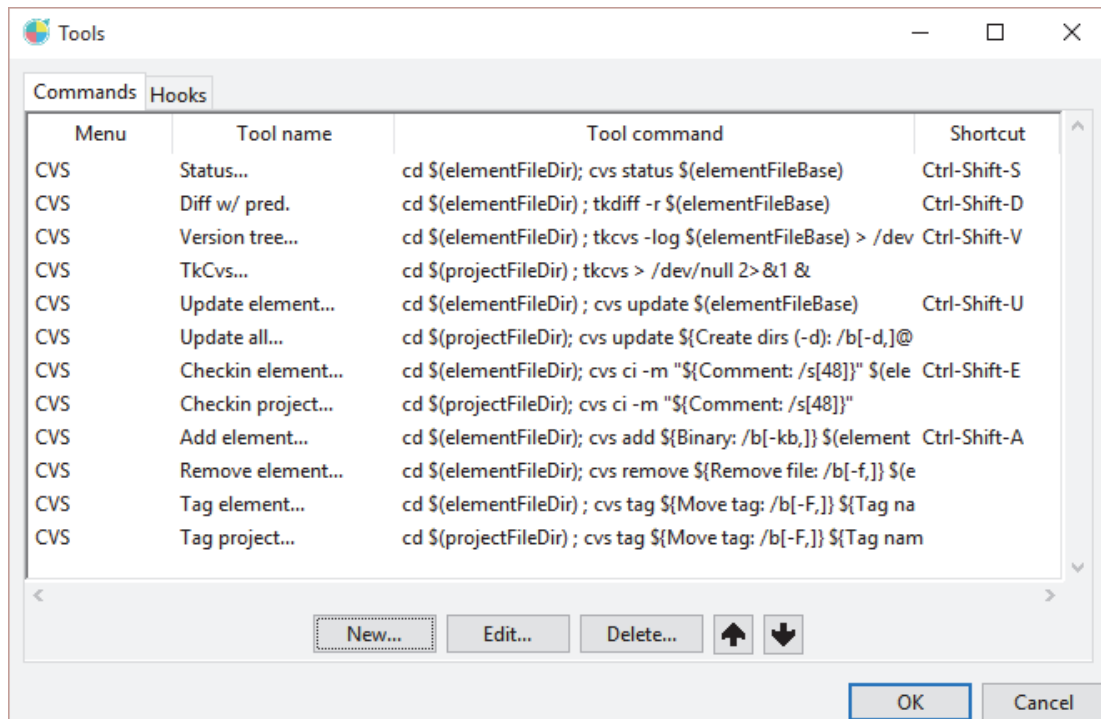 Tools
Commands Hooks
Menu Tool name Tool command Shortcut
CVS Status... cd $(elementFileDir); cvs status $(elementFileBase) Ctrl-Shift-S
CVS Diff w/ pred. cd $(elementFileDir) ; tkdiff -r $(elementFileBase) Ctrl-Shift-D
CVS Version tree... cd $(elementFileDir) ; tkcvs -log $(elementFileBase) > /dev Ctrl-Shift-V
CVS TkCvs... cd $(projectFileDir) ; tkcvs > /dev/null 2>&1 &
CVS Update element... cd $(elementFileDir) ; cvs update $(elementFileBase) Ctrl-Shift-U
CVS Update all... cd $(projectFileDir); cvs update ${Create dirs (-d): /b[-d,]@
CVS Checkin element... cd $(elementFileDir); cvs ci -m "${Comment: /s[48]}" $(ele Ctrl-Shift-E
CVS Checkin project... cd $(projectFileDir); cvs ci -m "${Comment: /s[48]}"
CVS Add element... cd $(elementFileDir); cvs add ${Binary: /b[-kb,]} $(element Ctrl-Shift-A
CVS Remove element... cd $(elementFileDir); cvs remove ${Remove file: /b[-f,]} $(e
CVS Tag element... cd $(elementFileDir) ; cvs tag ${Move tag: /b[-F,]} ${Tag na
CVS Tag project... cd $(projectFileDir) ; cvs tag ${Move tag: /b[-F,]} ${Tag nam
New... Edit... Delete...
OK Cancel